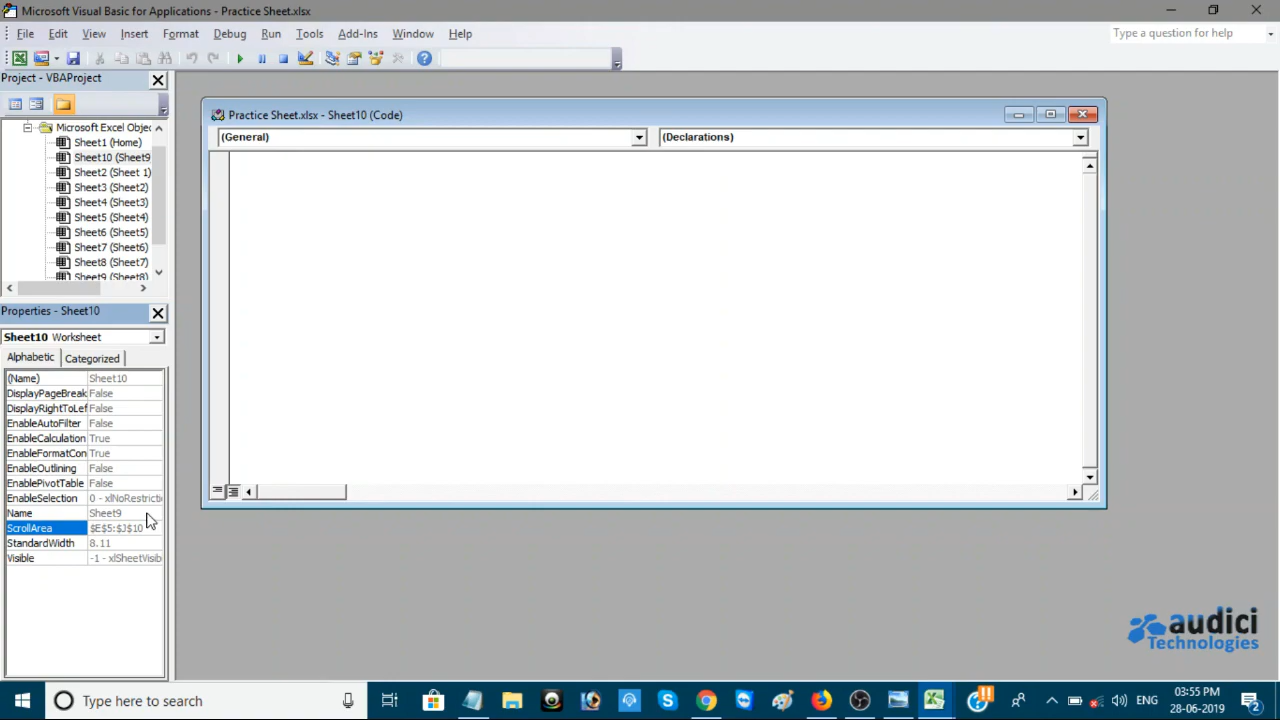 Microsoft Visual Basic for Applications - Practice Sheet.xlsx
File Edit View Insert Format Debug Run Tools Add-Ins Window Help
Type a question for help
Project - VBAProject
Microsoft Excel Objec
Sheet1 (Home)
Sheet10 (Sheet9
Sheet2 (Sheet 1)
Sheet3 (Sheet2)
Sheet4 (Sheet3)
Sheet5 (Sheet4)
Sheet6 (Sheet5)
Sheet7 (Sheet6)
Sheet8 (Sheet7)
Sheet9 (Sheet8)
Practice Sheet.xlsx - Sheet10 (Code)
(General) (Declarations)
Properties - Sheet10
Sheet10 Worksheet
Alphabetic Categorized
(Name) Sheet10
DisplayPageBreak False
DisplayRightToLef False
EnableAutoFilter False
EnableCalculation True
EnableFormatCon True
EnableOutlining False
EnablePivotTable False
EnableSelection 0 - xlNoRestrictic
Name Sheet9
ScrollArea $E$5:$J$10
StandardWidth 8.11
Visible -1 - xlSheetVisib
audici
Technologies
Type here to search
ENG
03:55 PM
28-06-2019
2